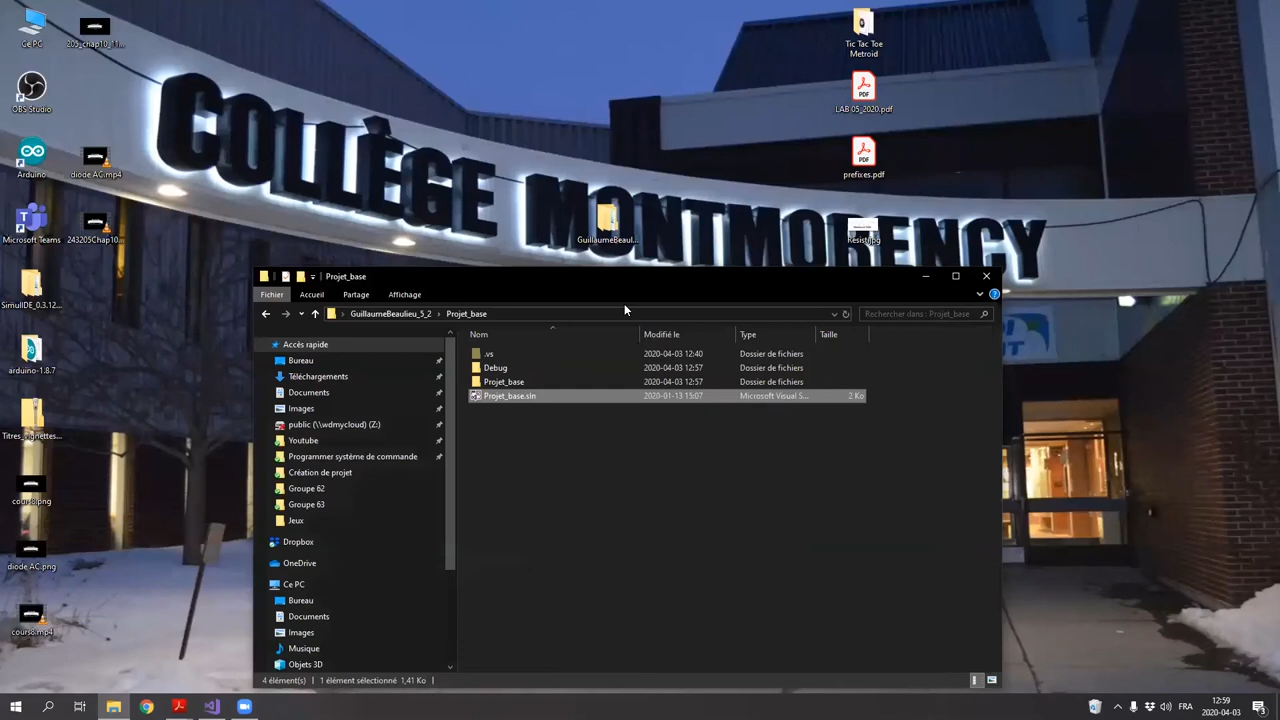 Ce PC
205_chap10_11...
OBS Studio
Arduino
diode AC.mp4
Microsoft Teams
243205Chap10...
SimulIDE_0.3.12...
arduino-1.8.7
Titres_vignettes...
cours8.png
diode AC.png
cours8.mp4
Tic Tac Toe
Metroid
LAB 05_2020.pdf
prefixes.pdf
Resist.jpg
GuillaumeBeaul...
COLLÈGE MONTMORENCY
Projet_base
Fichier Accueil Partage Affichage
GuillaumeBeaulieu_5_2 › Projet_base
Rechercher dans : Projet_base
Nom Modifié le Type Taille
.vs 2020-04-03 12:40 Dossier de fichiers
Debug 2020-04-03 12:57 Dossier de fichiers
Projet_base 2020-04-03 12:57 Dossier de fichiers
Projet_base.sln 2020-01-13 15:07 Microsoft Visual S... 2 Ko
Accès rapide
Bureau
Téléchargements
Documents
Images
public (\\wdmycloud) (Z:)
Youtube
Programmer système de commande
Création de projet
Groupe 62
Groupe 63
Jeux
Dropbox
OneDrive
Ce PC
Bureau
Documents
Images
Musique
Objets 3D
4 élément(s) 1 élément sélectionné 1,41 Ko
FRA
12:59
2020-04-03